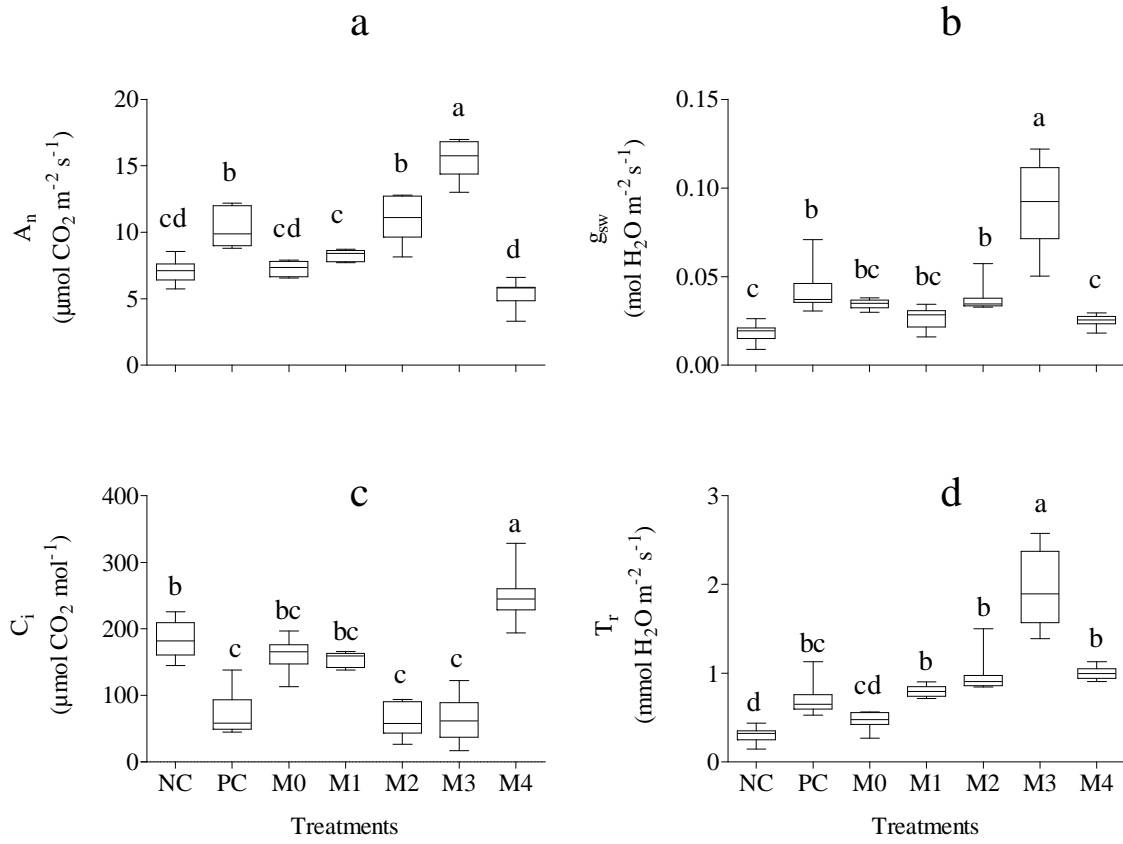 a
b
20
15
10
5
0
Aₙ
(µmol CO₂ m⁻² s⁻¹)
cd
b
cd
c
b
a
d
0.15
0.10
0.05
0.00
g_sw
(mol H₂O m⁻² s⁻¹)
c
b
bc
bc
b
a
c
c
d
400
300
200
100
0
Cᵢ
(µmol CO₂ mol⁻¹)
b
c
bc
bc
c
c
a
NC PC M0 M1 M2 M3 M4
Treatments
3
2
1
0
Tᵣ
(mmol H₂O m⁻² s⁻¹)
d
bc
cd
b
b
a
b
NC PC M0 M1 M2 M3 M4
Treatments